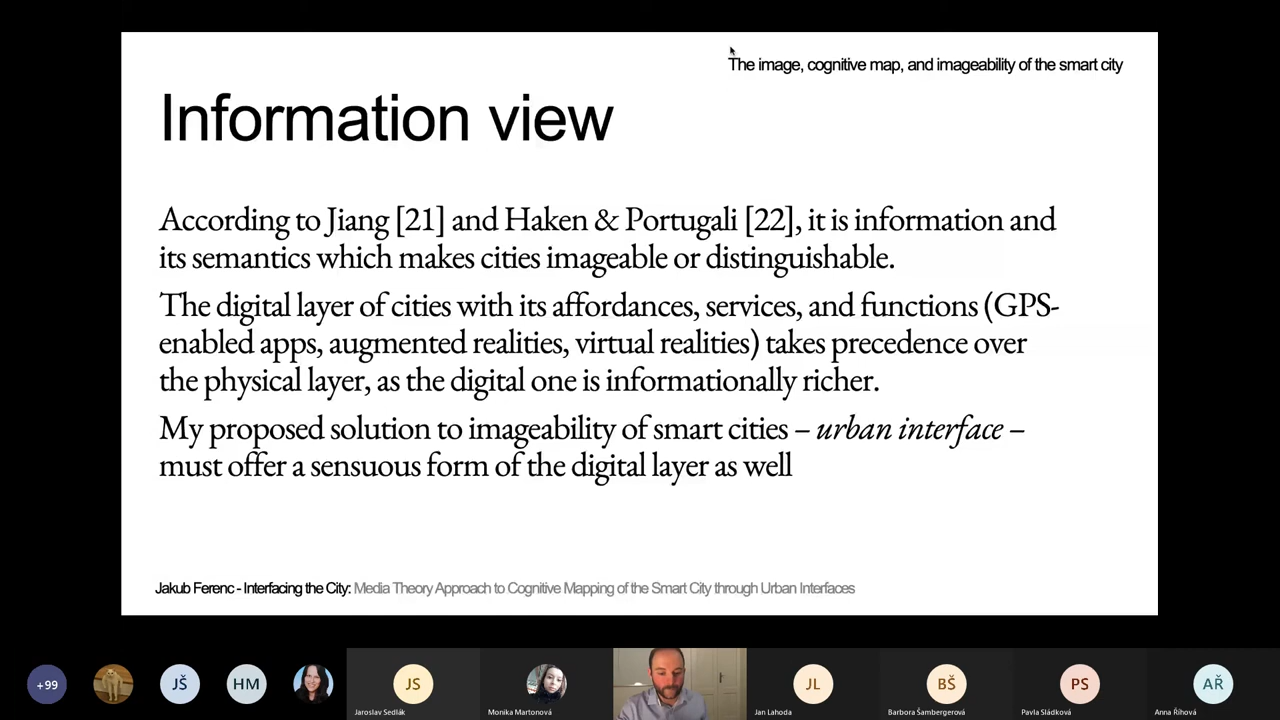 The image, cognitive map, and imageability of the smart city
Information view
According to Jiang [21] and Haken & Portugali [22], it is information and
its semantics which makes cities imageable or distinguishable.
The digital layer of cities with its affordances, services, and functions (GPS-
enabled apps, augmented realities, virtual realities) takes precedence over
the physical layer, as the digital one is informationally richer.
My proposed solution to imageability of smart cities – urban interface –
must offer a sensuous form of the digital layer as well
Jakub Ferenc - Interfacing the City: Media Theory Approach to Cognitive Mapping of the Smart City through Urban Interfaces
+99
JŠ
HM
JS
JL
BŠ
PS
AŘ
Jaroslav Sedlák
Monika Martonová
Jan Lahoda
Barbora Šambergerová
Pavla Sládková
Anna Říhová